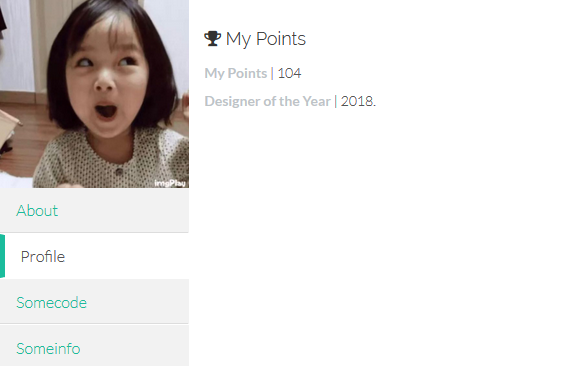 My Points
My Points | 104
Designer of the Year | 2018.
ImgPlay
About
Profile
Somecode
Someinfo